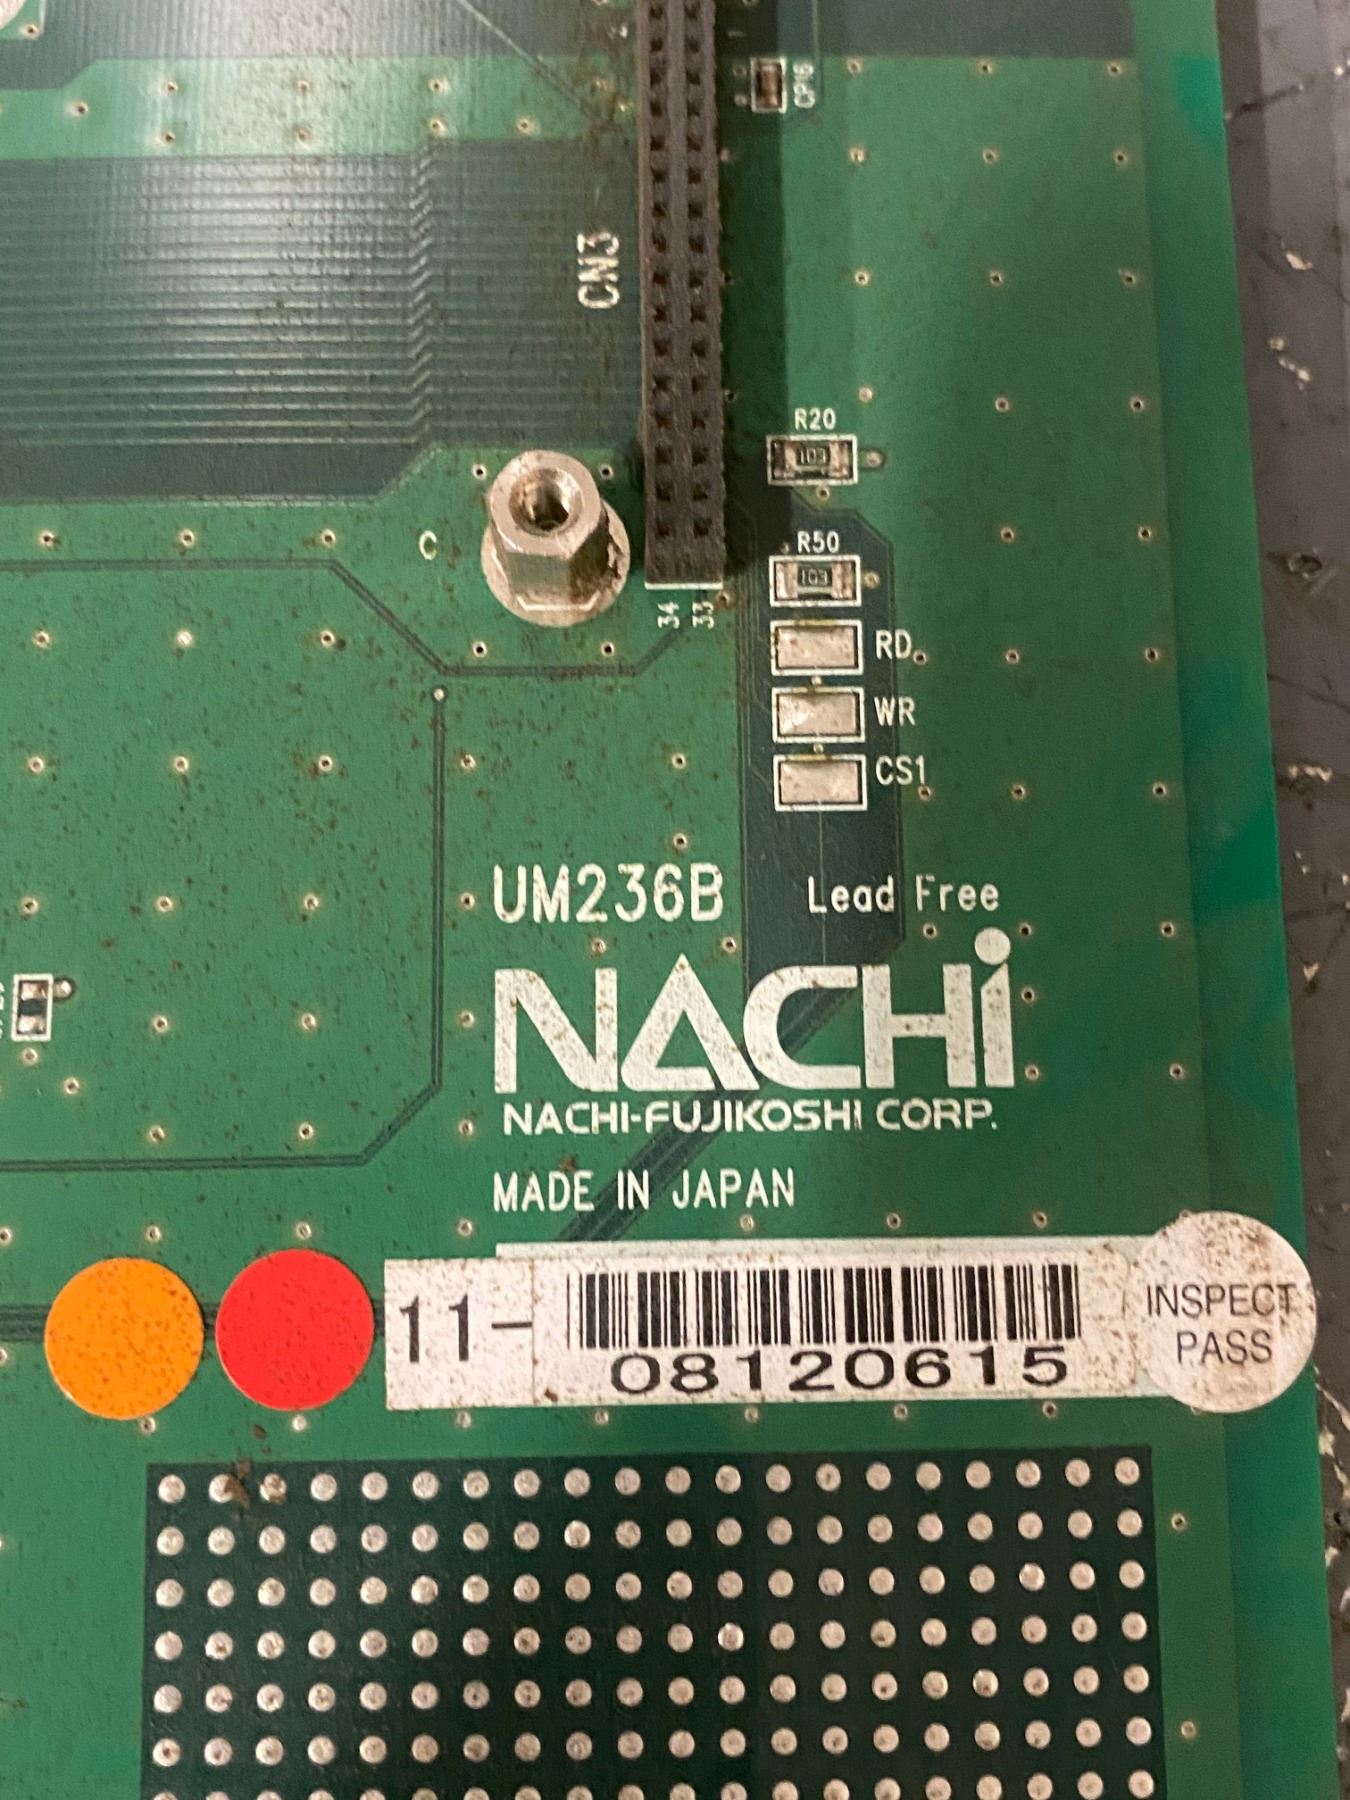 CP16
CN3
R20
103
C
R50
103
34
33
RD
WR
CS1
UM236B
Lead Free
NACHi
NACHI-FUJIKOSHI CORP.
MADE IN JAPAN
11-
08120615
INSPECT
PASS